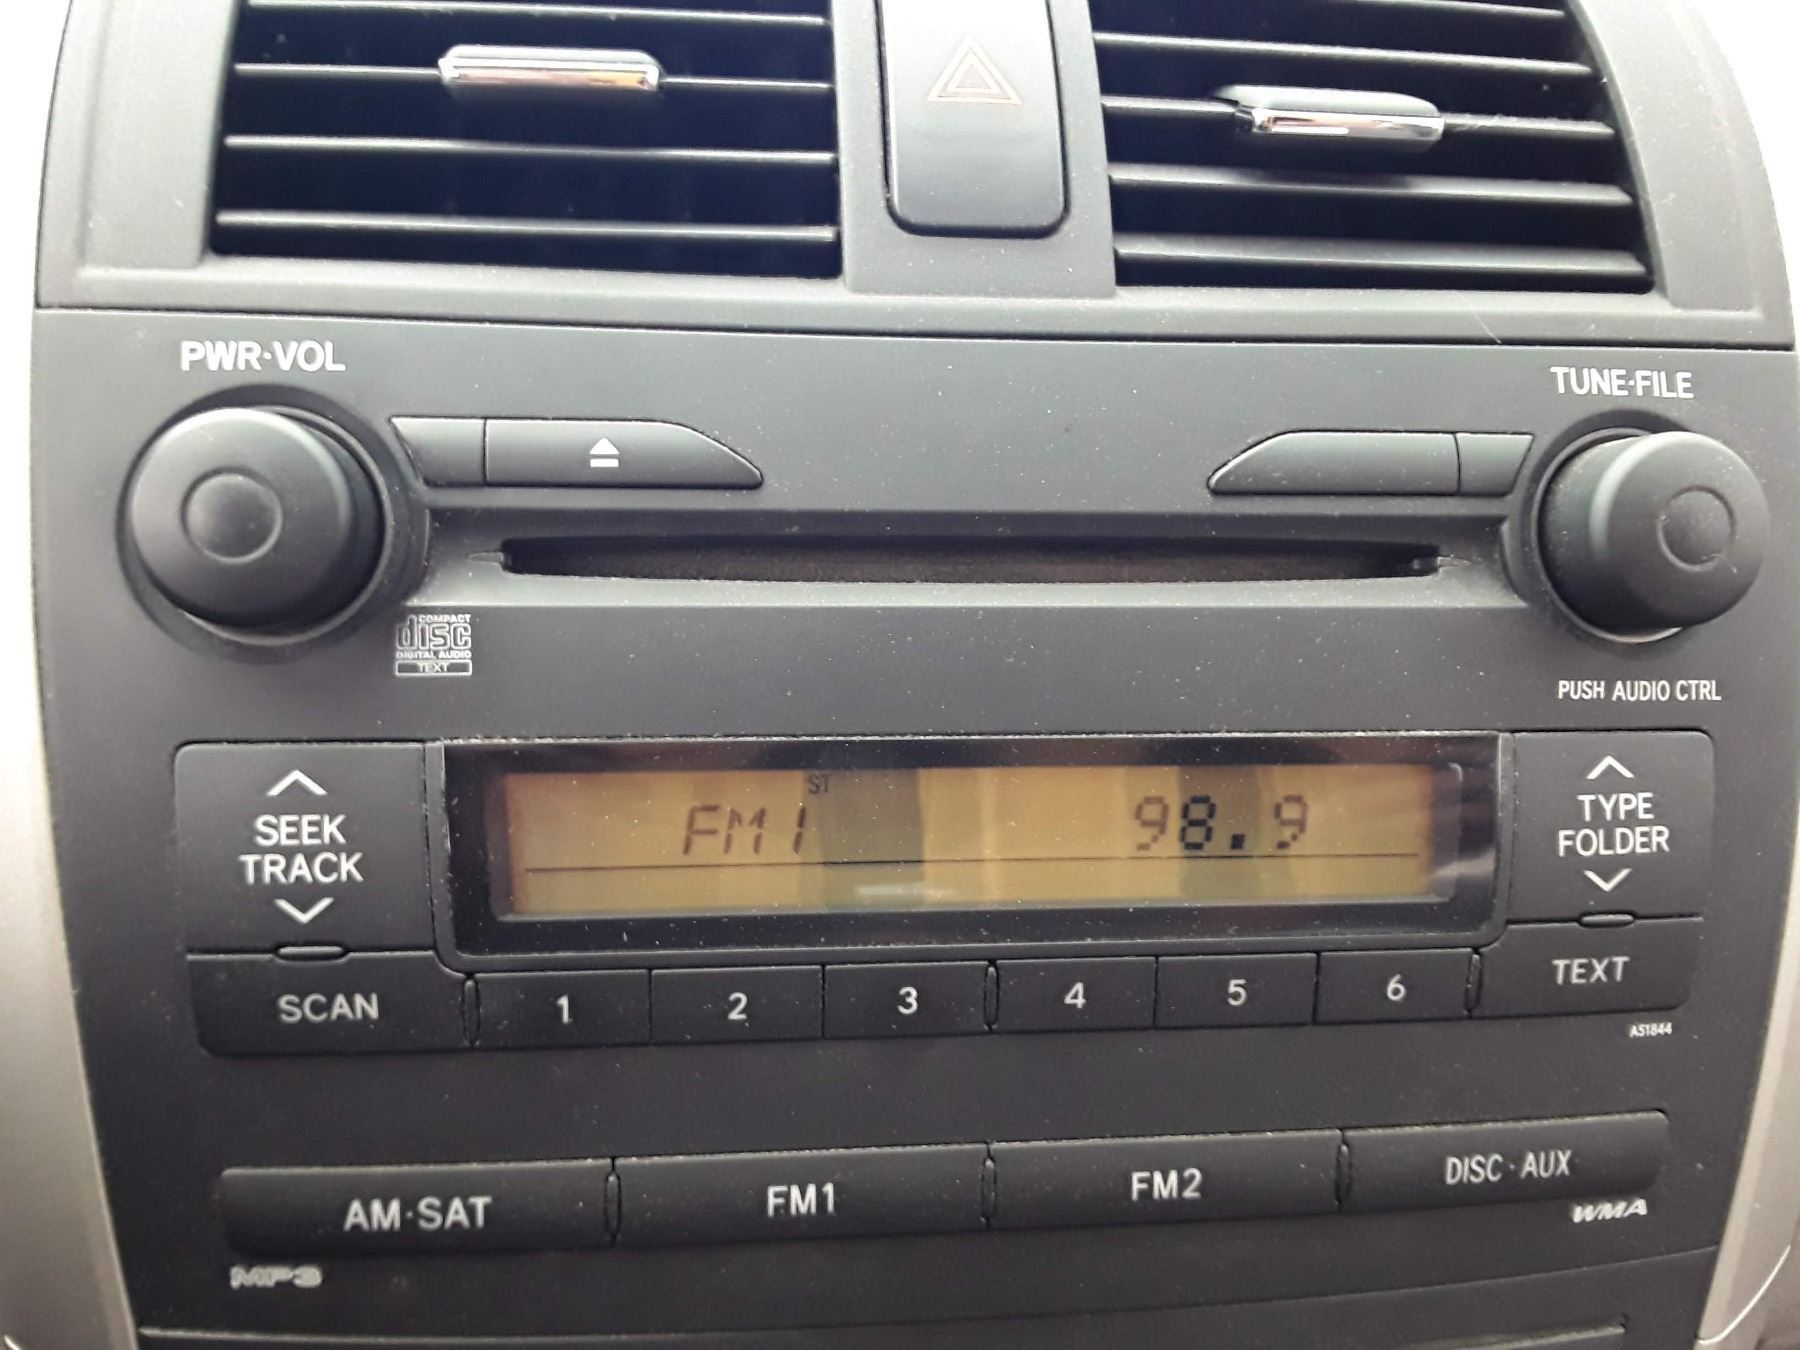 PWR·VOL
TUNE·FILE
COMPACT
disc
DIGITAL AUDIO
TEXT
PUSH AUDIO CTRL
SEEK
TRACK
ST
FM1 98.9
TYPE
FOLDER
SCAN 1 2 3 4 5 6 TEXT
A51844
AM·SAT FM1 FM2 DISC·AUX
WMA
MP3